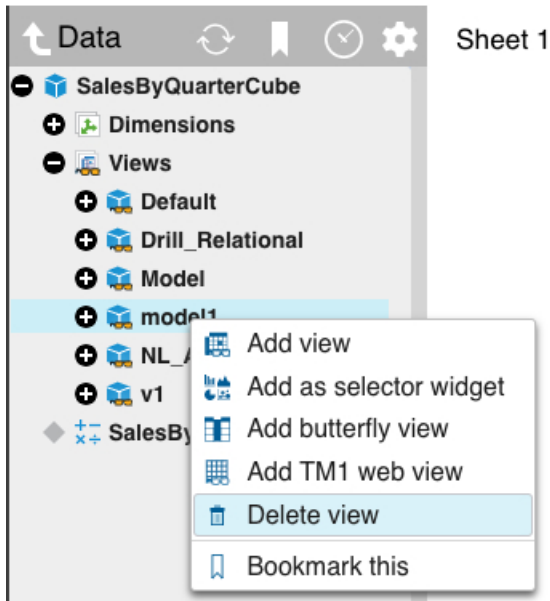 Data
Sheet 1
SalesByQuarterCube
Dimensions
Views
Default
Drill_Relational
Model
model1
NL_A
v1
SalesBy
Add view
Add as selector widget
Add butterfly view
Add TM1 web view
Delete view
Bookmark this